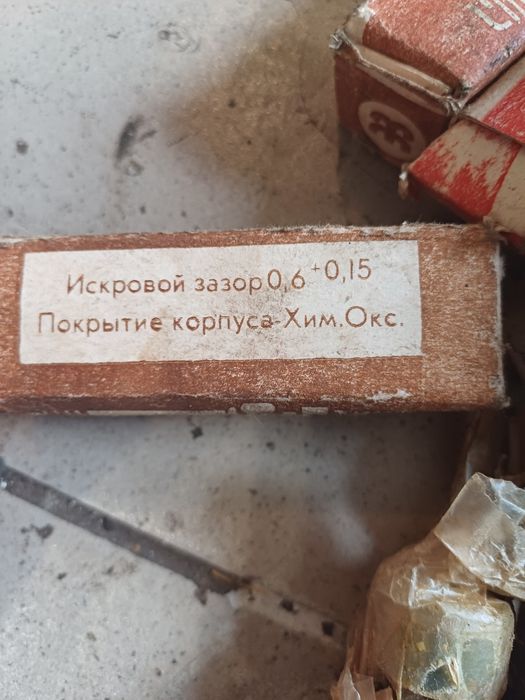 Искровой зазор 0,6 +0,15
Покрытие корпуса-Хим.Окс.